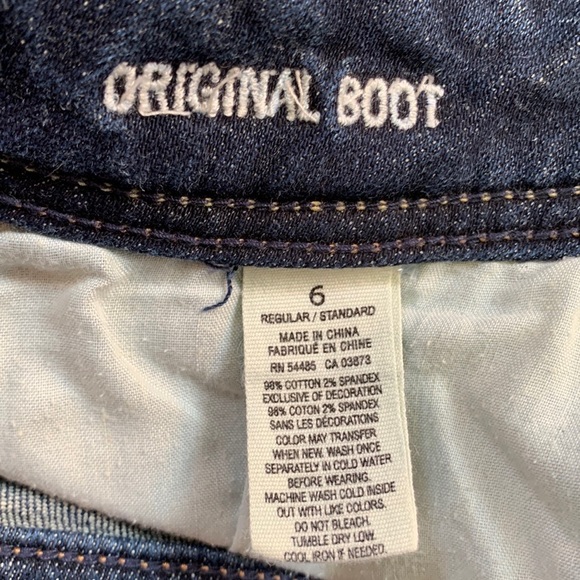 ORIGINAL BOOT
6
REGULAR / STANDARD
MADE IN CHINA
FABRIQUÉ EN CHINE
RN 54485 CA 03873
98% COTTON 2% SPANDEX
EXCLUSIVE OF DECORATION
98% COTON 2% SPANDEX
SANS LES DÉCORATIONS
COLOR MAY TRANSFER
WHEN NEW. WASH ONCE
SEPARATELY IN COLD WATER
BEFORE WEARING.
MACHINE WASH COLD. INSIDE
OUT WITH LIKE COLORS.
DO NOT BLEACH.
TUMBLE DRY LOW.
COOL IRON IF NEEDED.